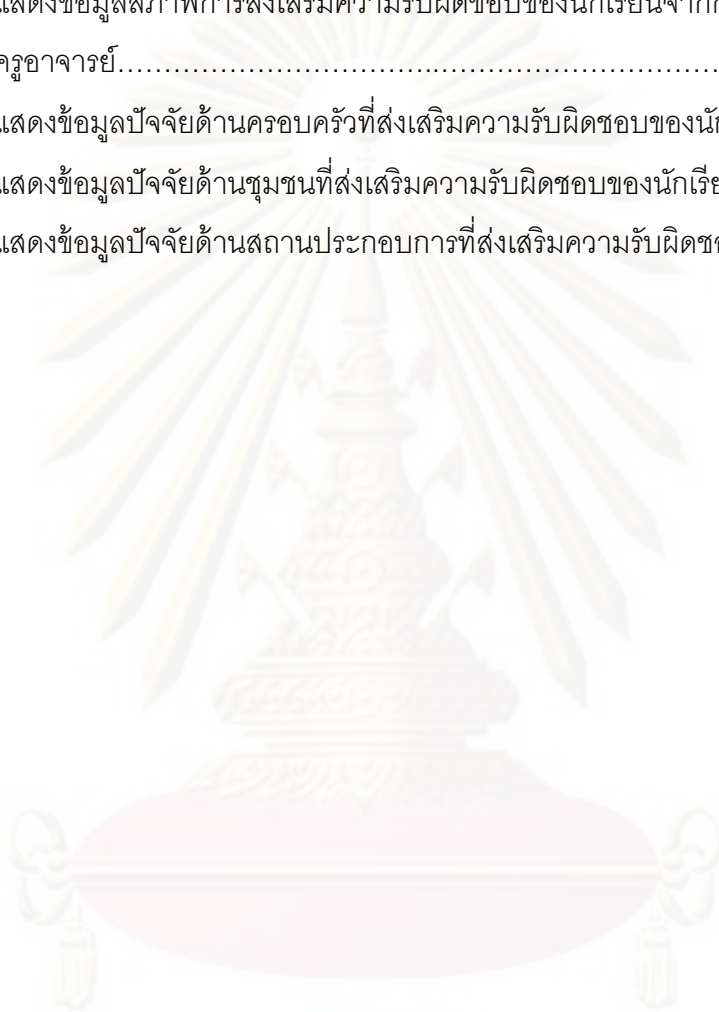 แสดงข้อมูลสภาพการส่งเสริมความรับผิดชอบของนักเรียนจาก
ครูอาจารย์……………………………..………………………
แสดงข้อมูลปัจจัยด้านครอบครัวที่ส่งเสริมความรับผิดชอบของนัก
แสดงข้อมูลปัจจัยด้านชุมชนที่ส่งเสริมความรับผิดชอบของนักเรีย
แสดงข้อมูลปัจจัยด้านสถานประกอบการที่ส่งเสริมความรับผิดชอ